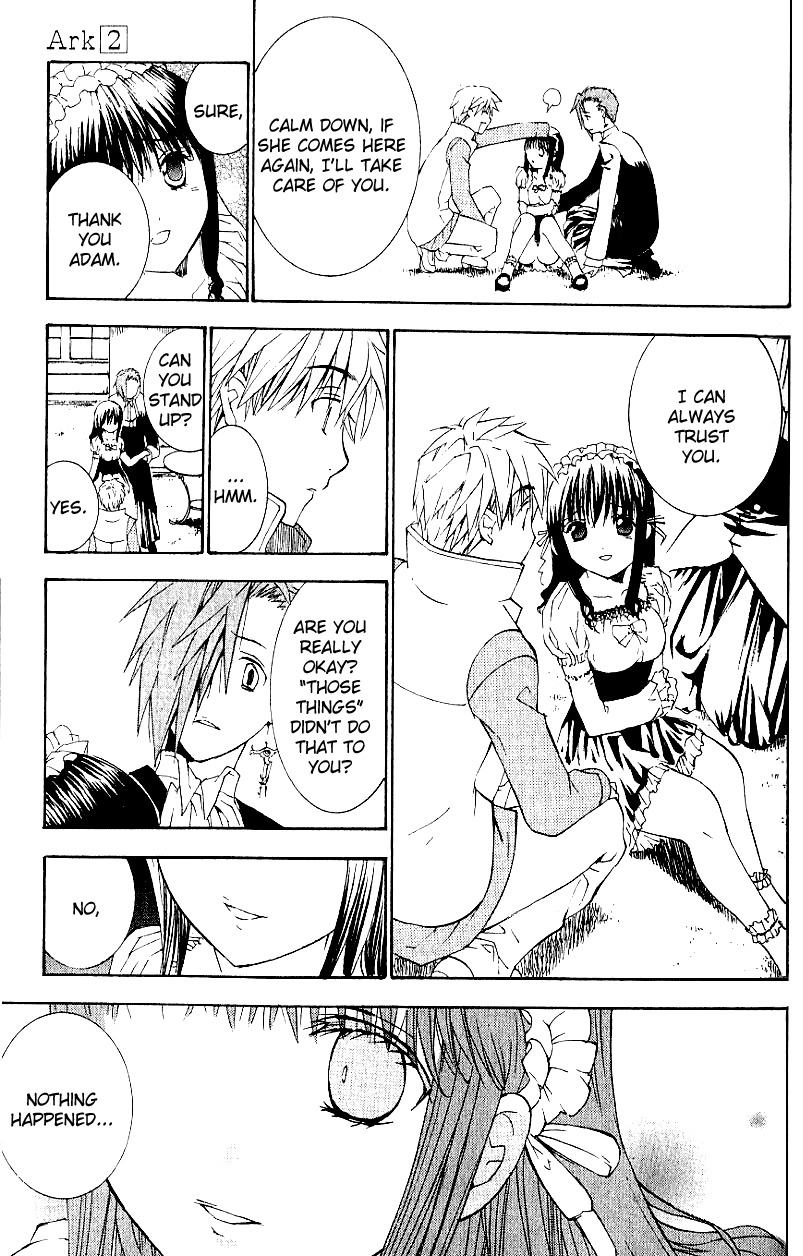 Ark 2
CALM DOWN, IF
SHE COMES HERE
AGAIN, I'LL TAKE
CARE OF YOU.
SURE,
THANK
YOU
ADAM.
I CAN
ALWAYS
TRUST
YOU.
...
HMM.
CAN
YOU
STAND
UP?
YES.
ARE YOU
REALLY
OKAY?
"THOSE
THINGS"
DIDN'T DO
THAT TO
YOU?
NO,
NOTHING
HAPPENED...